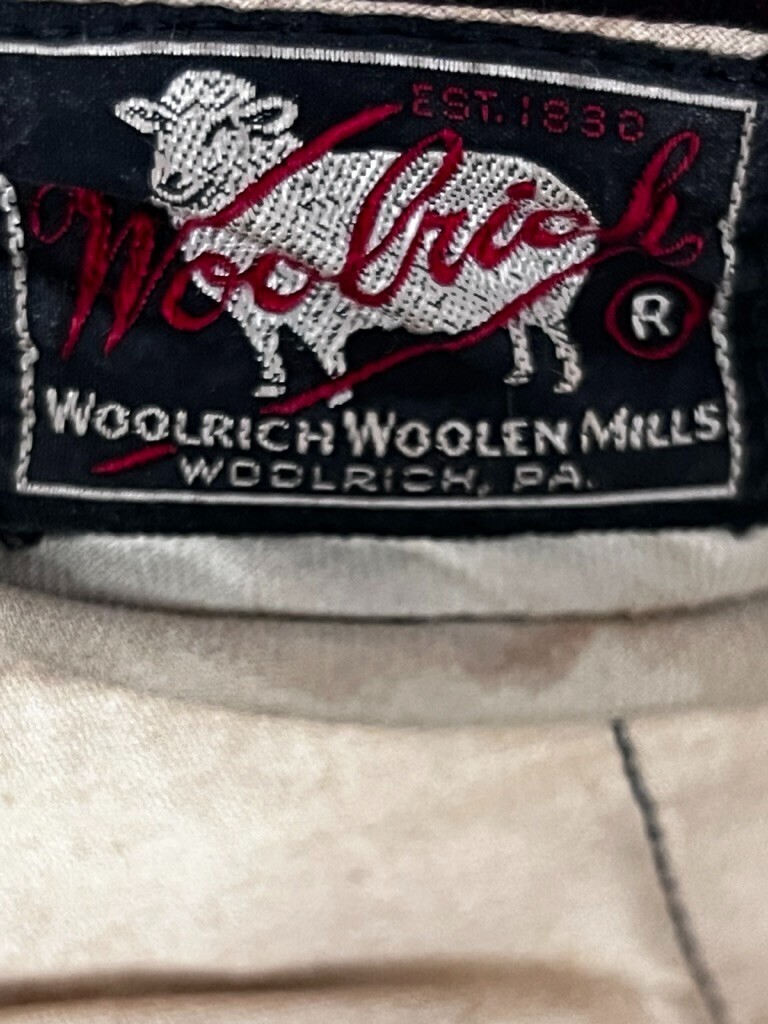 EST. 1830
Woolrich
®
WOOLRICH WOOLEN MILLS
WOOLRICH, PA.